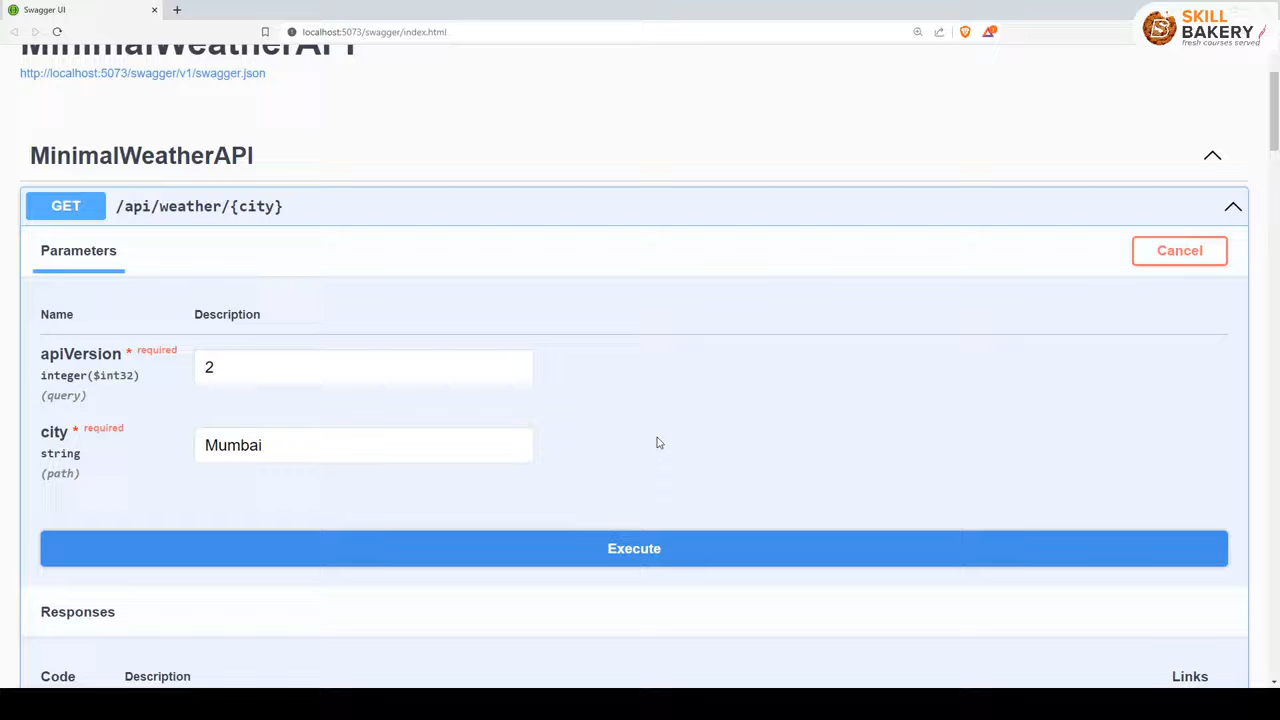 Swagger UI
localhost:5073/swagger/index.html
SKILL
BAKERY
fresh courses served
MinimalWeatherAPI
http://localhost:5073/swagger/v1/swagger.json
MinimalWeatherAPI
GET /api/weather/{city}
Parameters
Cancel
Name Description
apiVersion * required
2
integer($int32)
(query)
city * required
Mumbai
string
(path)
Execute
Responses
Code Description Links